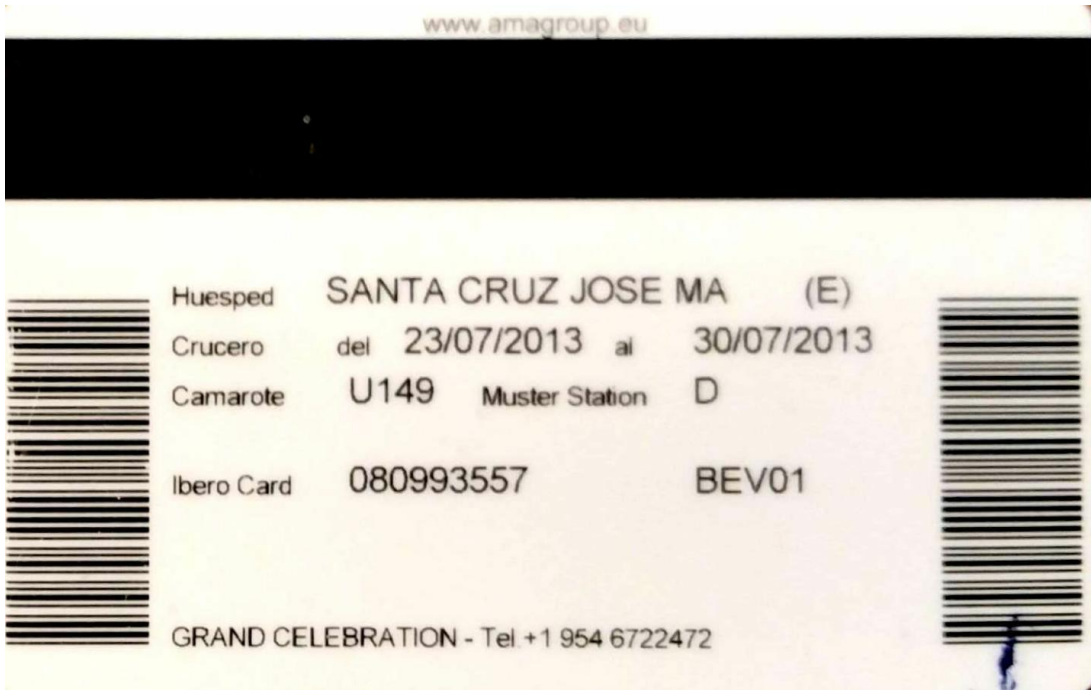 www.amagroup.eu
Huesped SANTA CRUZ JOSE MA (E)
Crucero del 23/07/2013 al 30/07/2013
Camarote U149 Muster Station D
Ibero Card 080993557 BEV01
GRAND CELEBRATION - Tel.+1 954 6722472